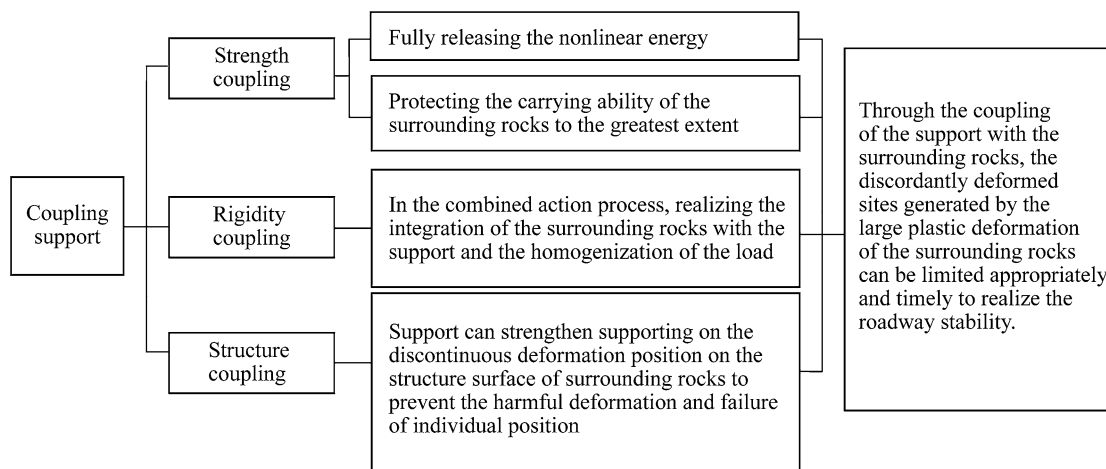 Coupling
support
Strength
coupling
Fully releasing the nonlinear energy
Protecting the carrying ability of the
surrounding rocks to the greatest extent
Rigidity
coupling
In the combined action process, realizing the
integration of the surrounding rocks with the
support and the homogenization of the load
Structure
coupling
Support can strengthen supporting on the
discontinuous deformation position on the
structure surface of surrounding rocks to
prevent the harmful deformation and failure
of individual position
Through the coupling
of the support with the
surrounding rocks, the
discordantly deformed
sites generated by the
large plastic deformation
of the surrounding rocks
can be limited appropriately
and timely to realize the
roadway stability.